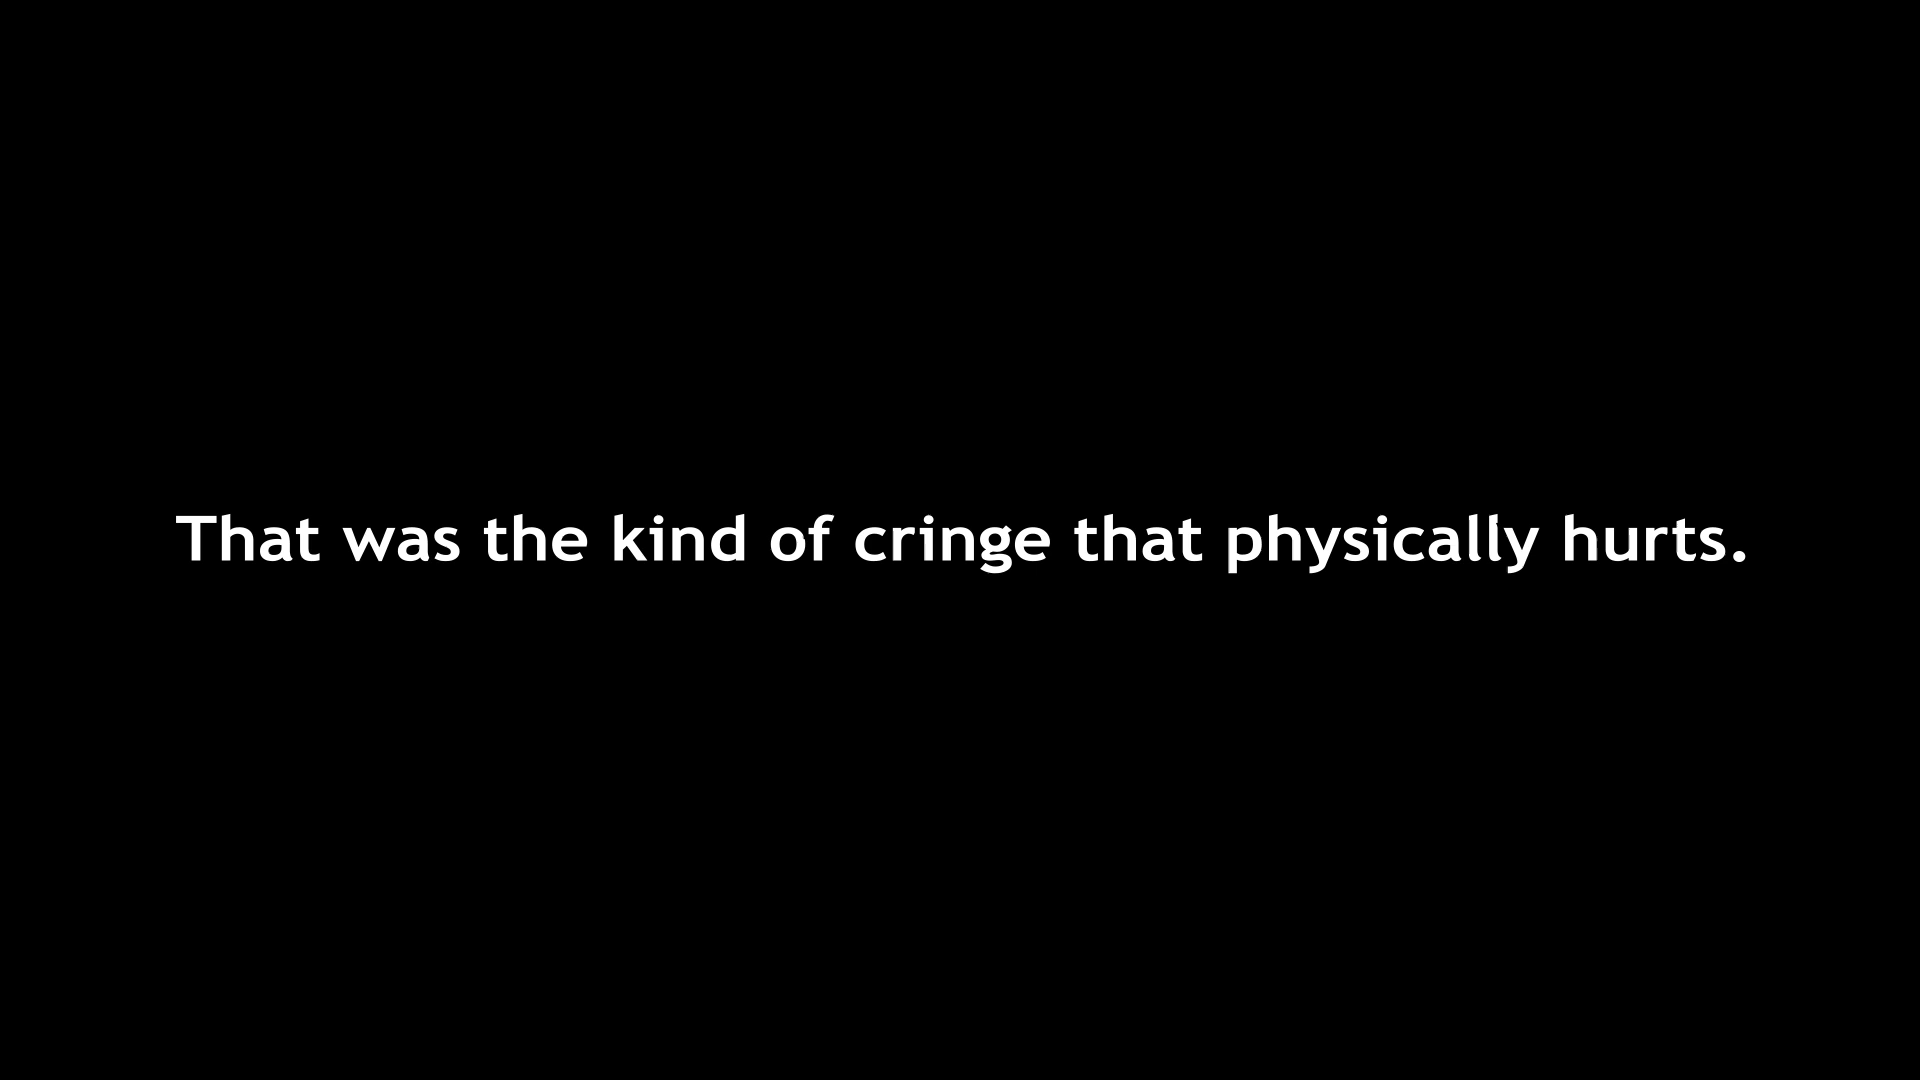 That was the kind of cringe that physically hurts.